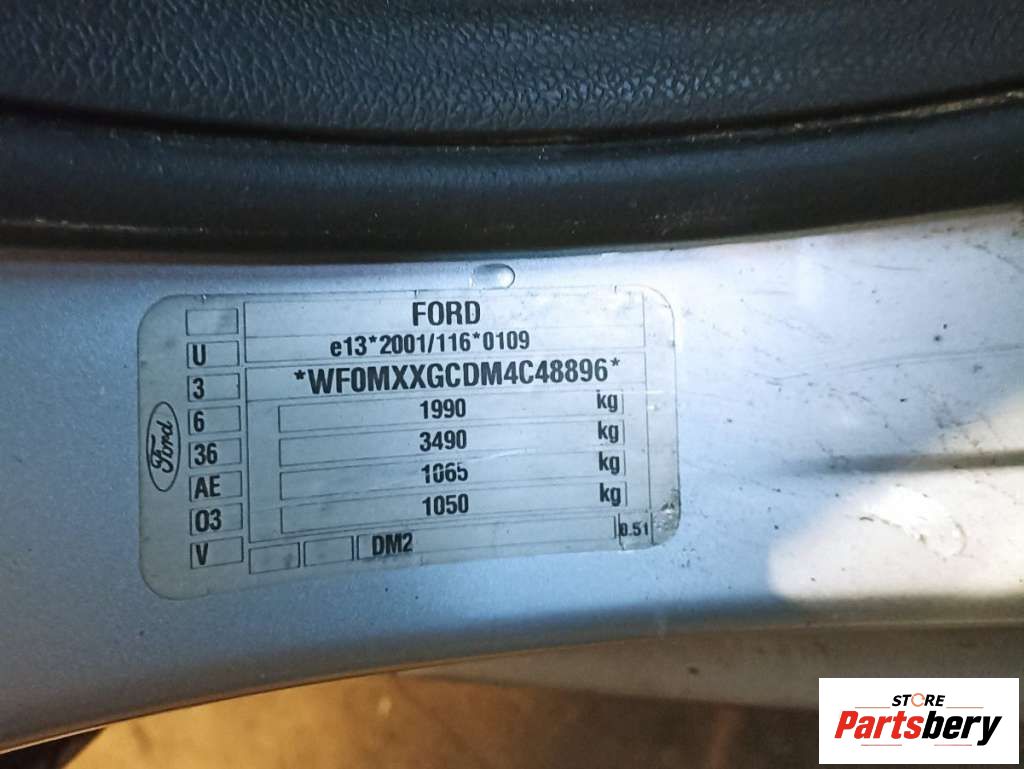 FORD
e13*2001/116*0109
*WF0MXXGCDM4C48896*
U
3
6
36
AE
03
V
1990 kg
3490 kg
1065 kg
1050 kg
DM2
0.51
Ford
STORE
Partsbery